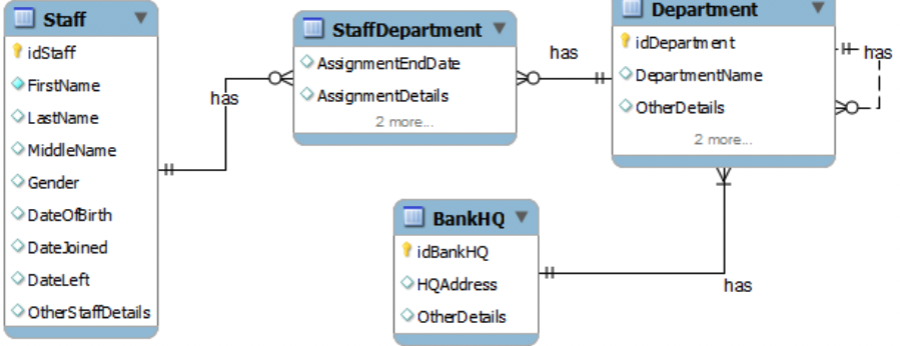 Staff
idStaff
FirstName
LastName
MiddleName
Gender
DateOfBirth
DateJoined
DateLeft
OtherStaffDetails
has
StaffDepartment
AssignmentEndDate
AssignmentDetails
2 more...
has
Department
idDepartment
DepartmentName
OtherDetails
2 more...
has
BankHQ
idBankHQ
HQAddress
OtherDetails
has